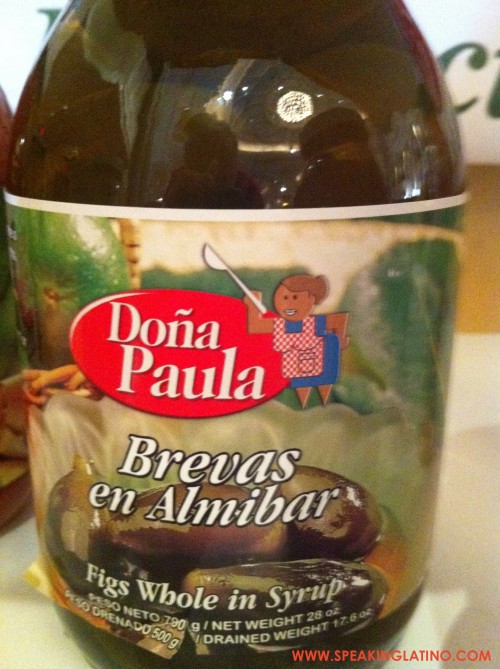 Doña
Paula
Brevas
en Almibar
Figs Whole in Syrup
PESO NETO 790 g / NET WEIGHT 28 oz
PESO DRENADO 500 g / DRAINED WEIGHT 17.6 oz
WWW.SPEAKINGLATINO.COM